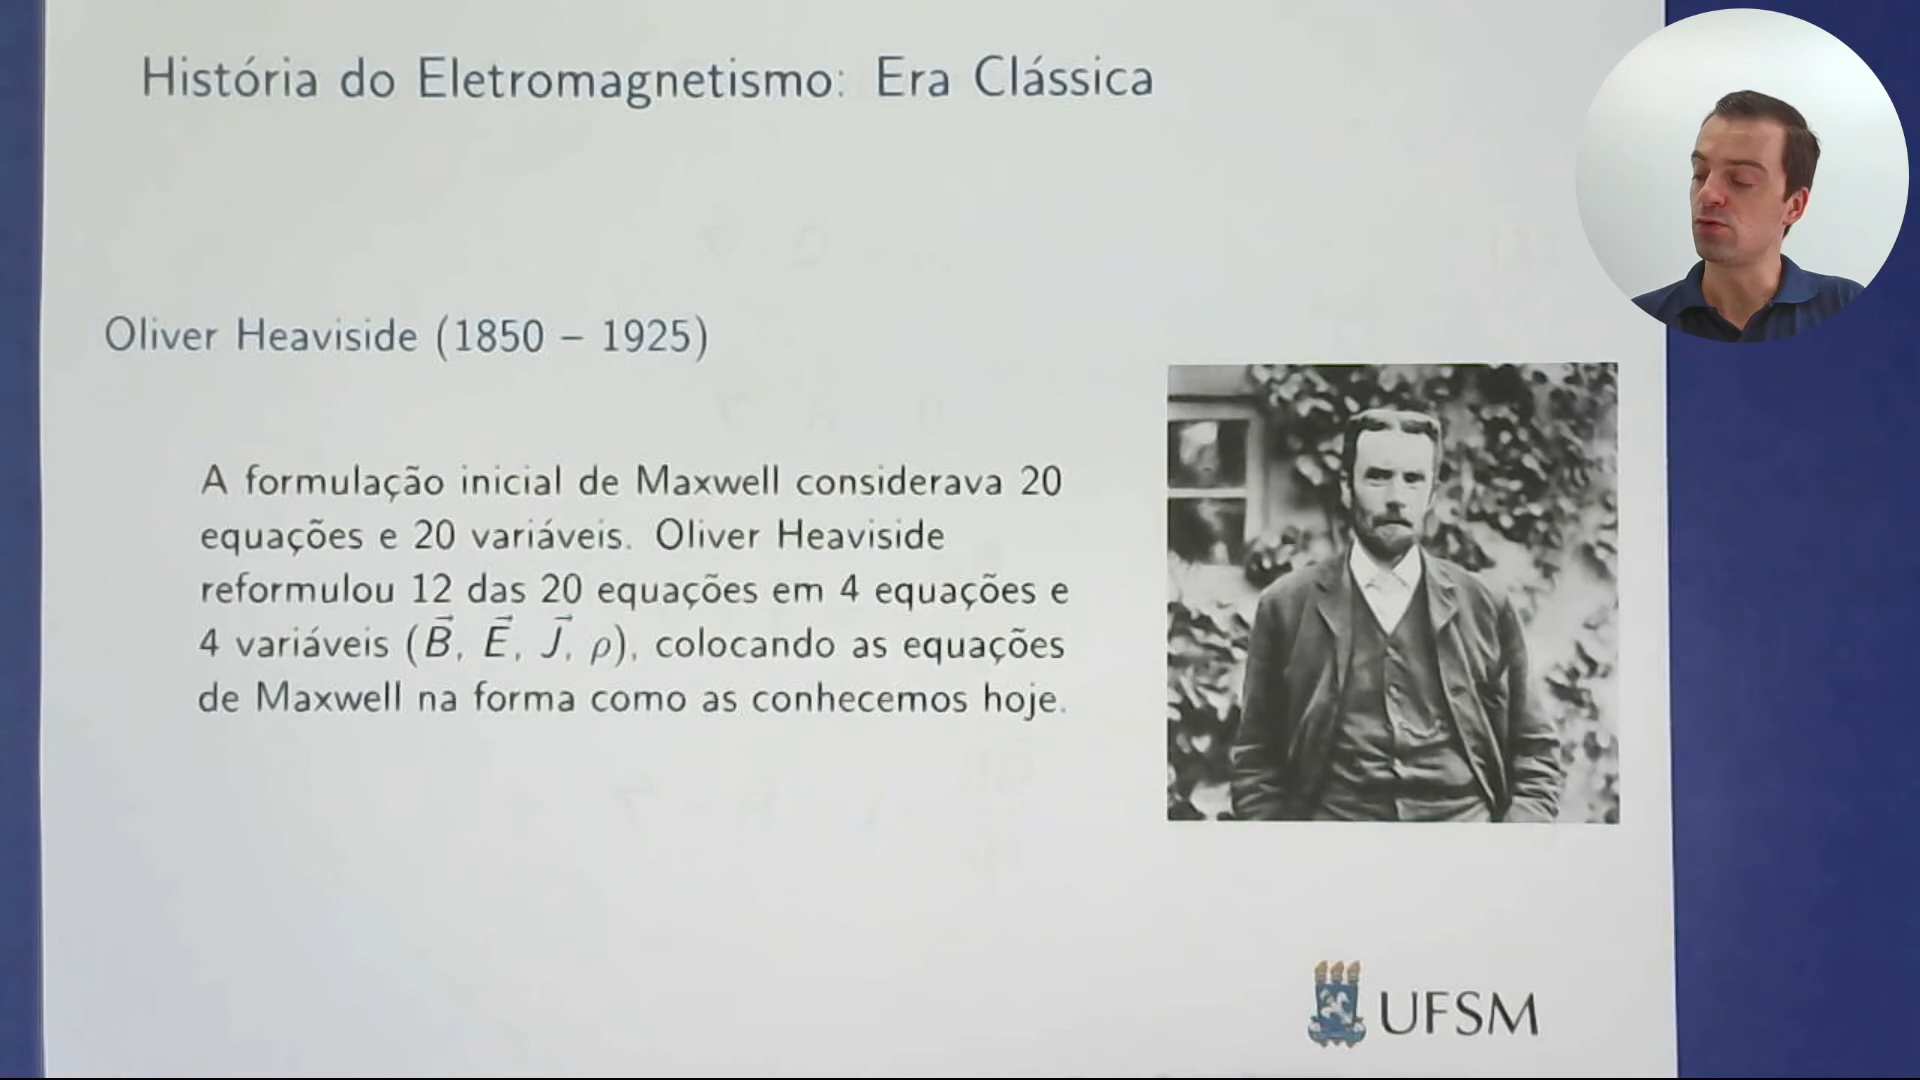 História do Eletromagnetismo: Era Clássica
Oliver Heaviside (1850 – 1925)
A formulação inicial de Maxwell considerava 20
equações e 20 variáveis. Oliver Heaviside
reformulou 12 das 20 equações em 4 equações e
4 variáveis (B⃗, E⃗, J⃗, ρ), colocando as equações
de Maxwell na forma como as conhecemos hoje.
UFSM